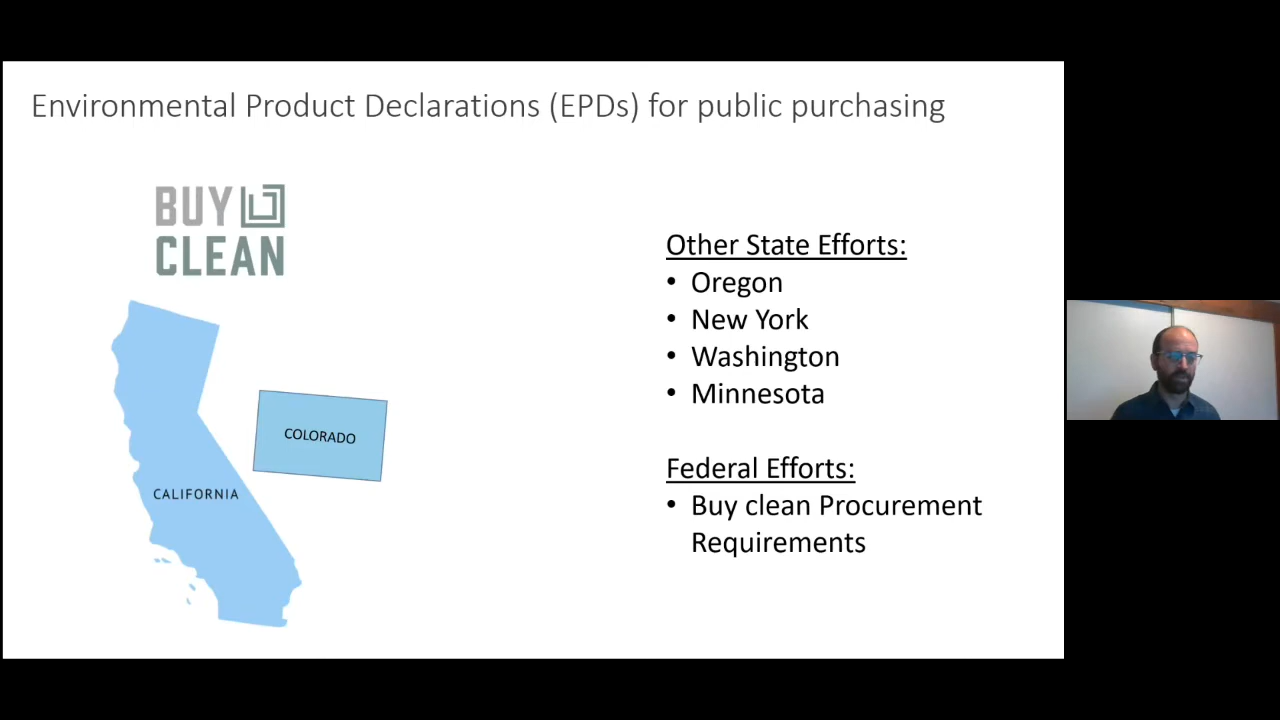 Environmental Product Declarations (EPDs) for public purchasing
BUY
CLEAN
CALIFORNIA
COLORADO
Other State Efforts:
• Oregon
• New York
• Washington
• Minnesota
Federal Efforts:
• Buy clean Procurement
Requirements